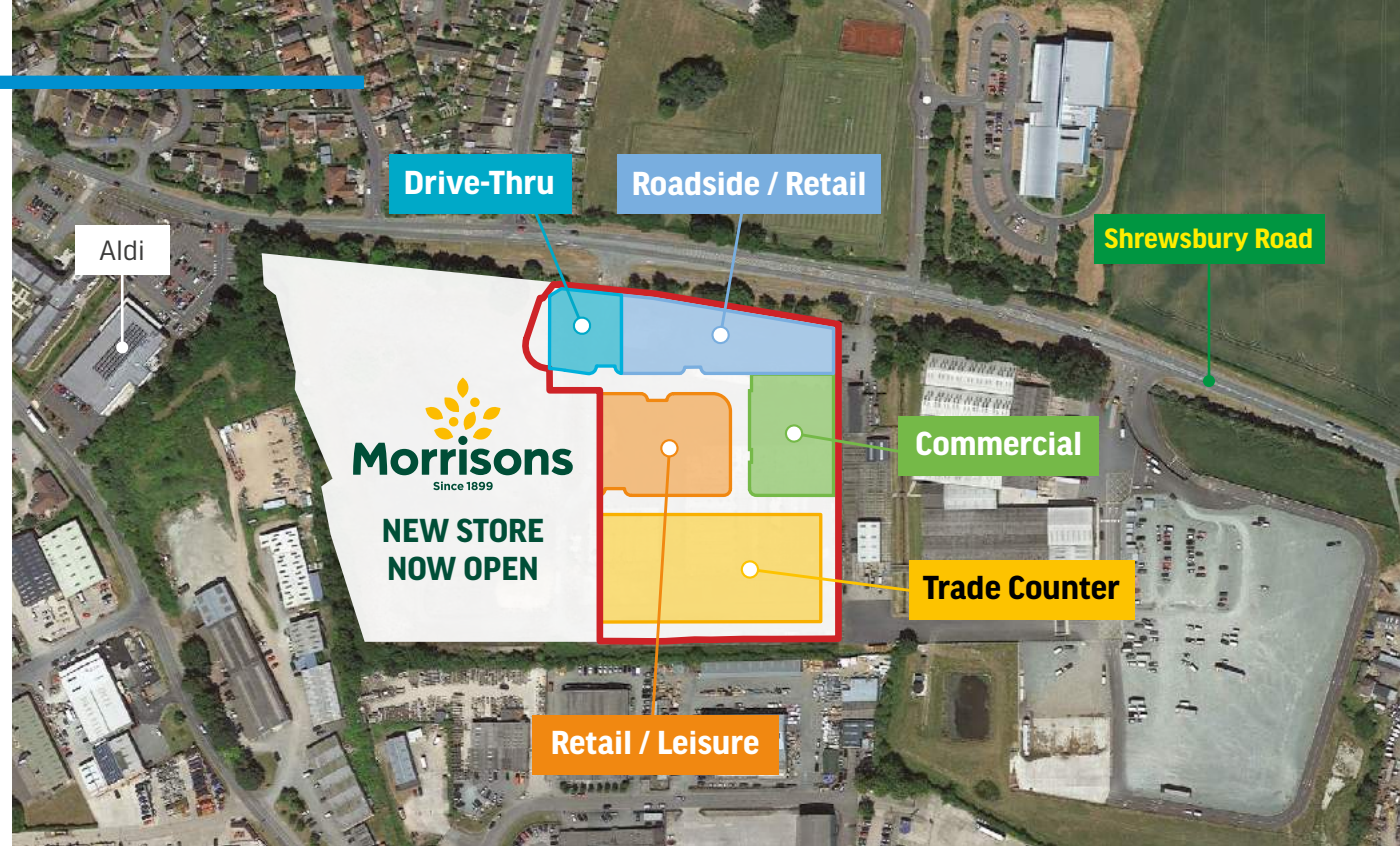 Drive-Thru
Roadside / Retail
Aldi
Shrewsbury Road
Morrisons
Since 1899
NEW STORE
NOW OPEN
Commercial
Trade Counter
Retail / Leisure